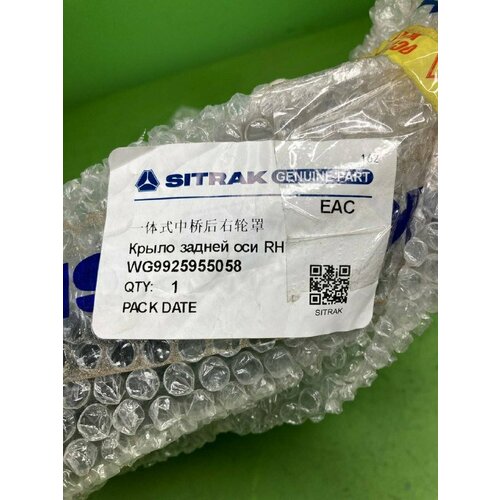 162
SITRAK GENUINE PART
EAC
一体式中桥后右轮罩
Крыло задней оси RH
WG9925955058
QTY: 1
PACK DATE
SITRAK